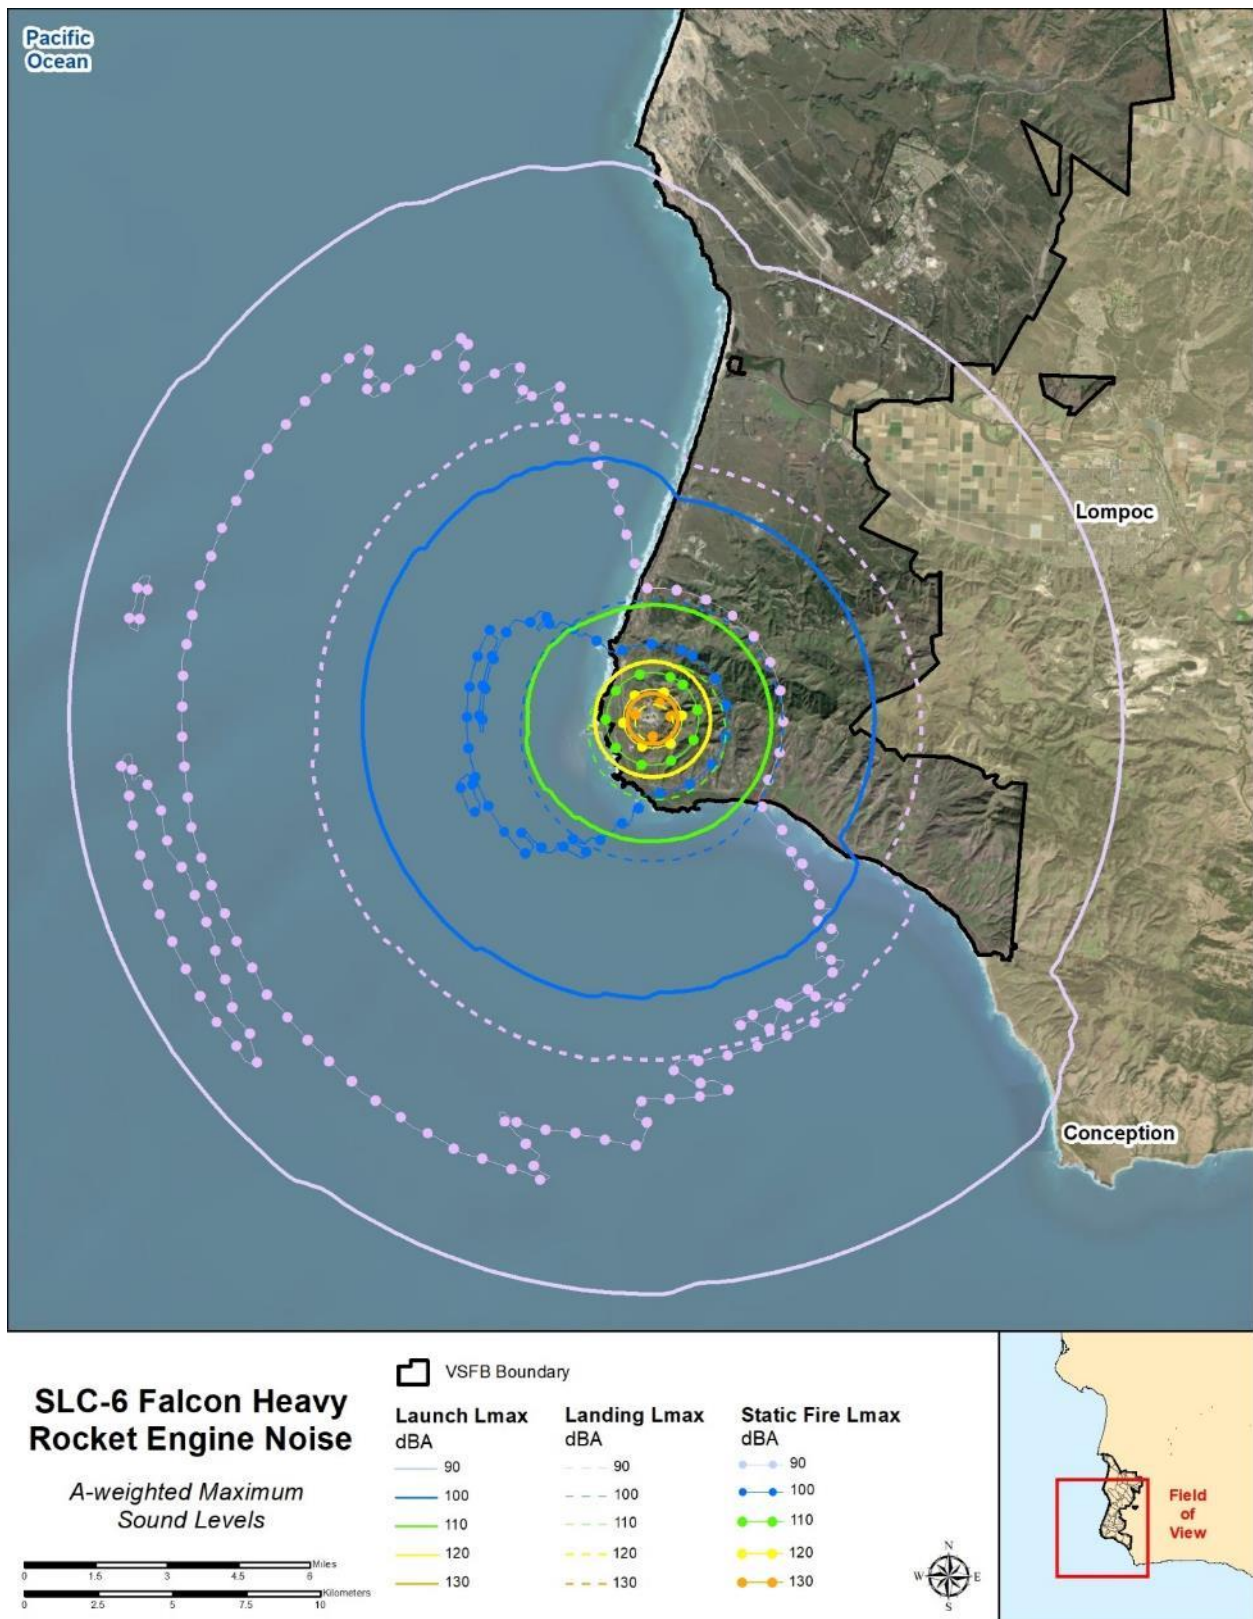 Pacific
Ocean
Lompoc
Conception
SLC-6 Falcon Heavy
Rocket Engine Noise
A-weighted Maximum
Sound Levels
Miles
0 1.5 3 4.5 6
Kilometers
0 2.5 5 7.5 10
VSFB Boundary
Launch Lmax
dBA
90
100
110
120
130
Landing Lmax
dBA
90
100
110
120
130
Static Fire Lmax
dBA
90
100
110
120
130
N
W E
S
Field
of
View